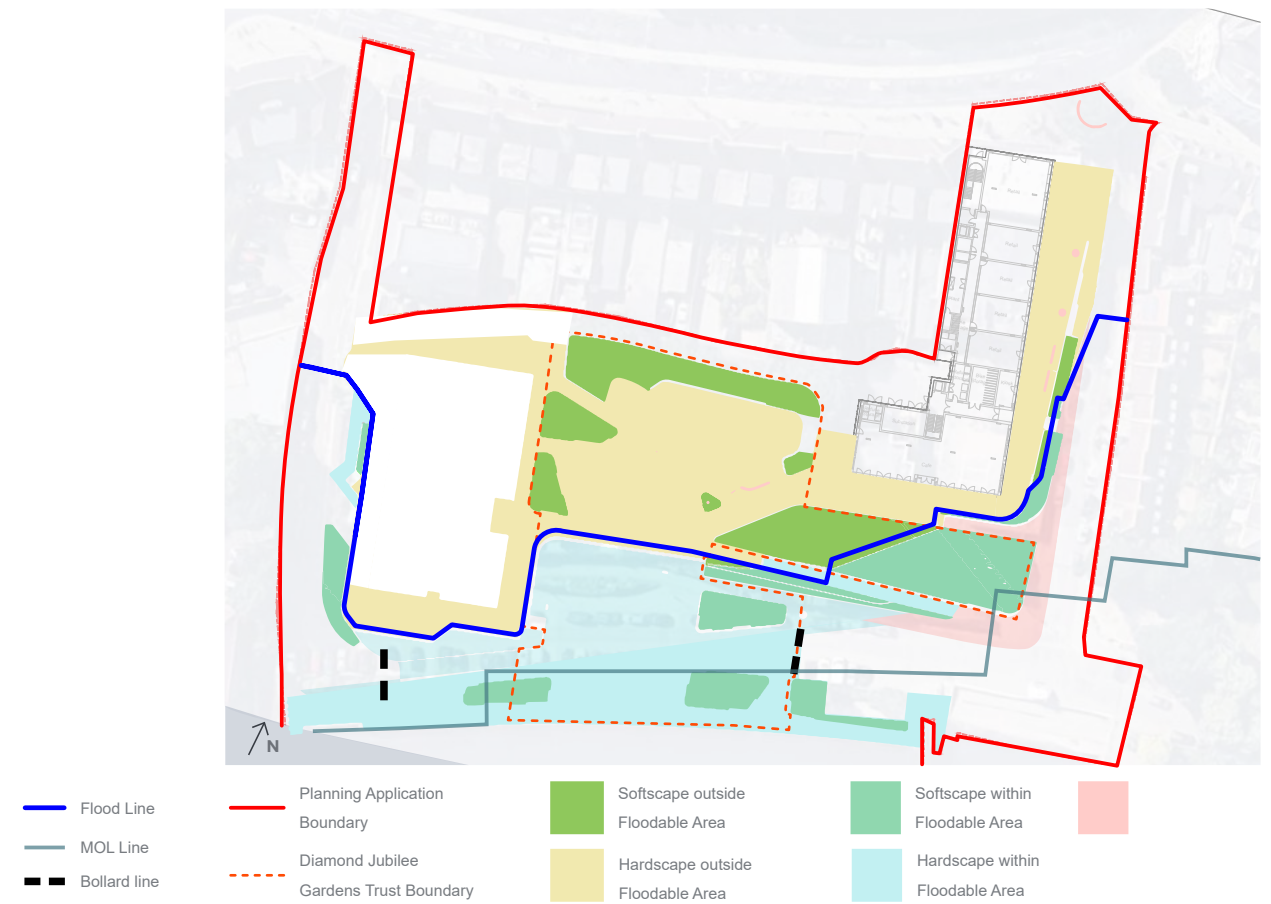 N
Flood Line
MOL Line
Bollard line
Planning Application
Boundary
Diamond Jubilee
Gardens Trust Boundary
Softscape outside
Floodable Area
Hardscape outside
Floodable Area
Softscape within
Floodable Area
Hardscape within
Floodable Area